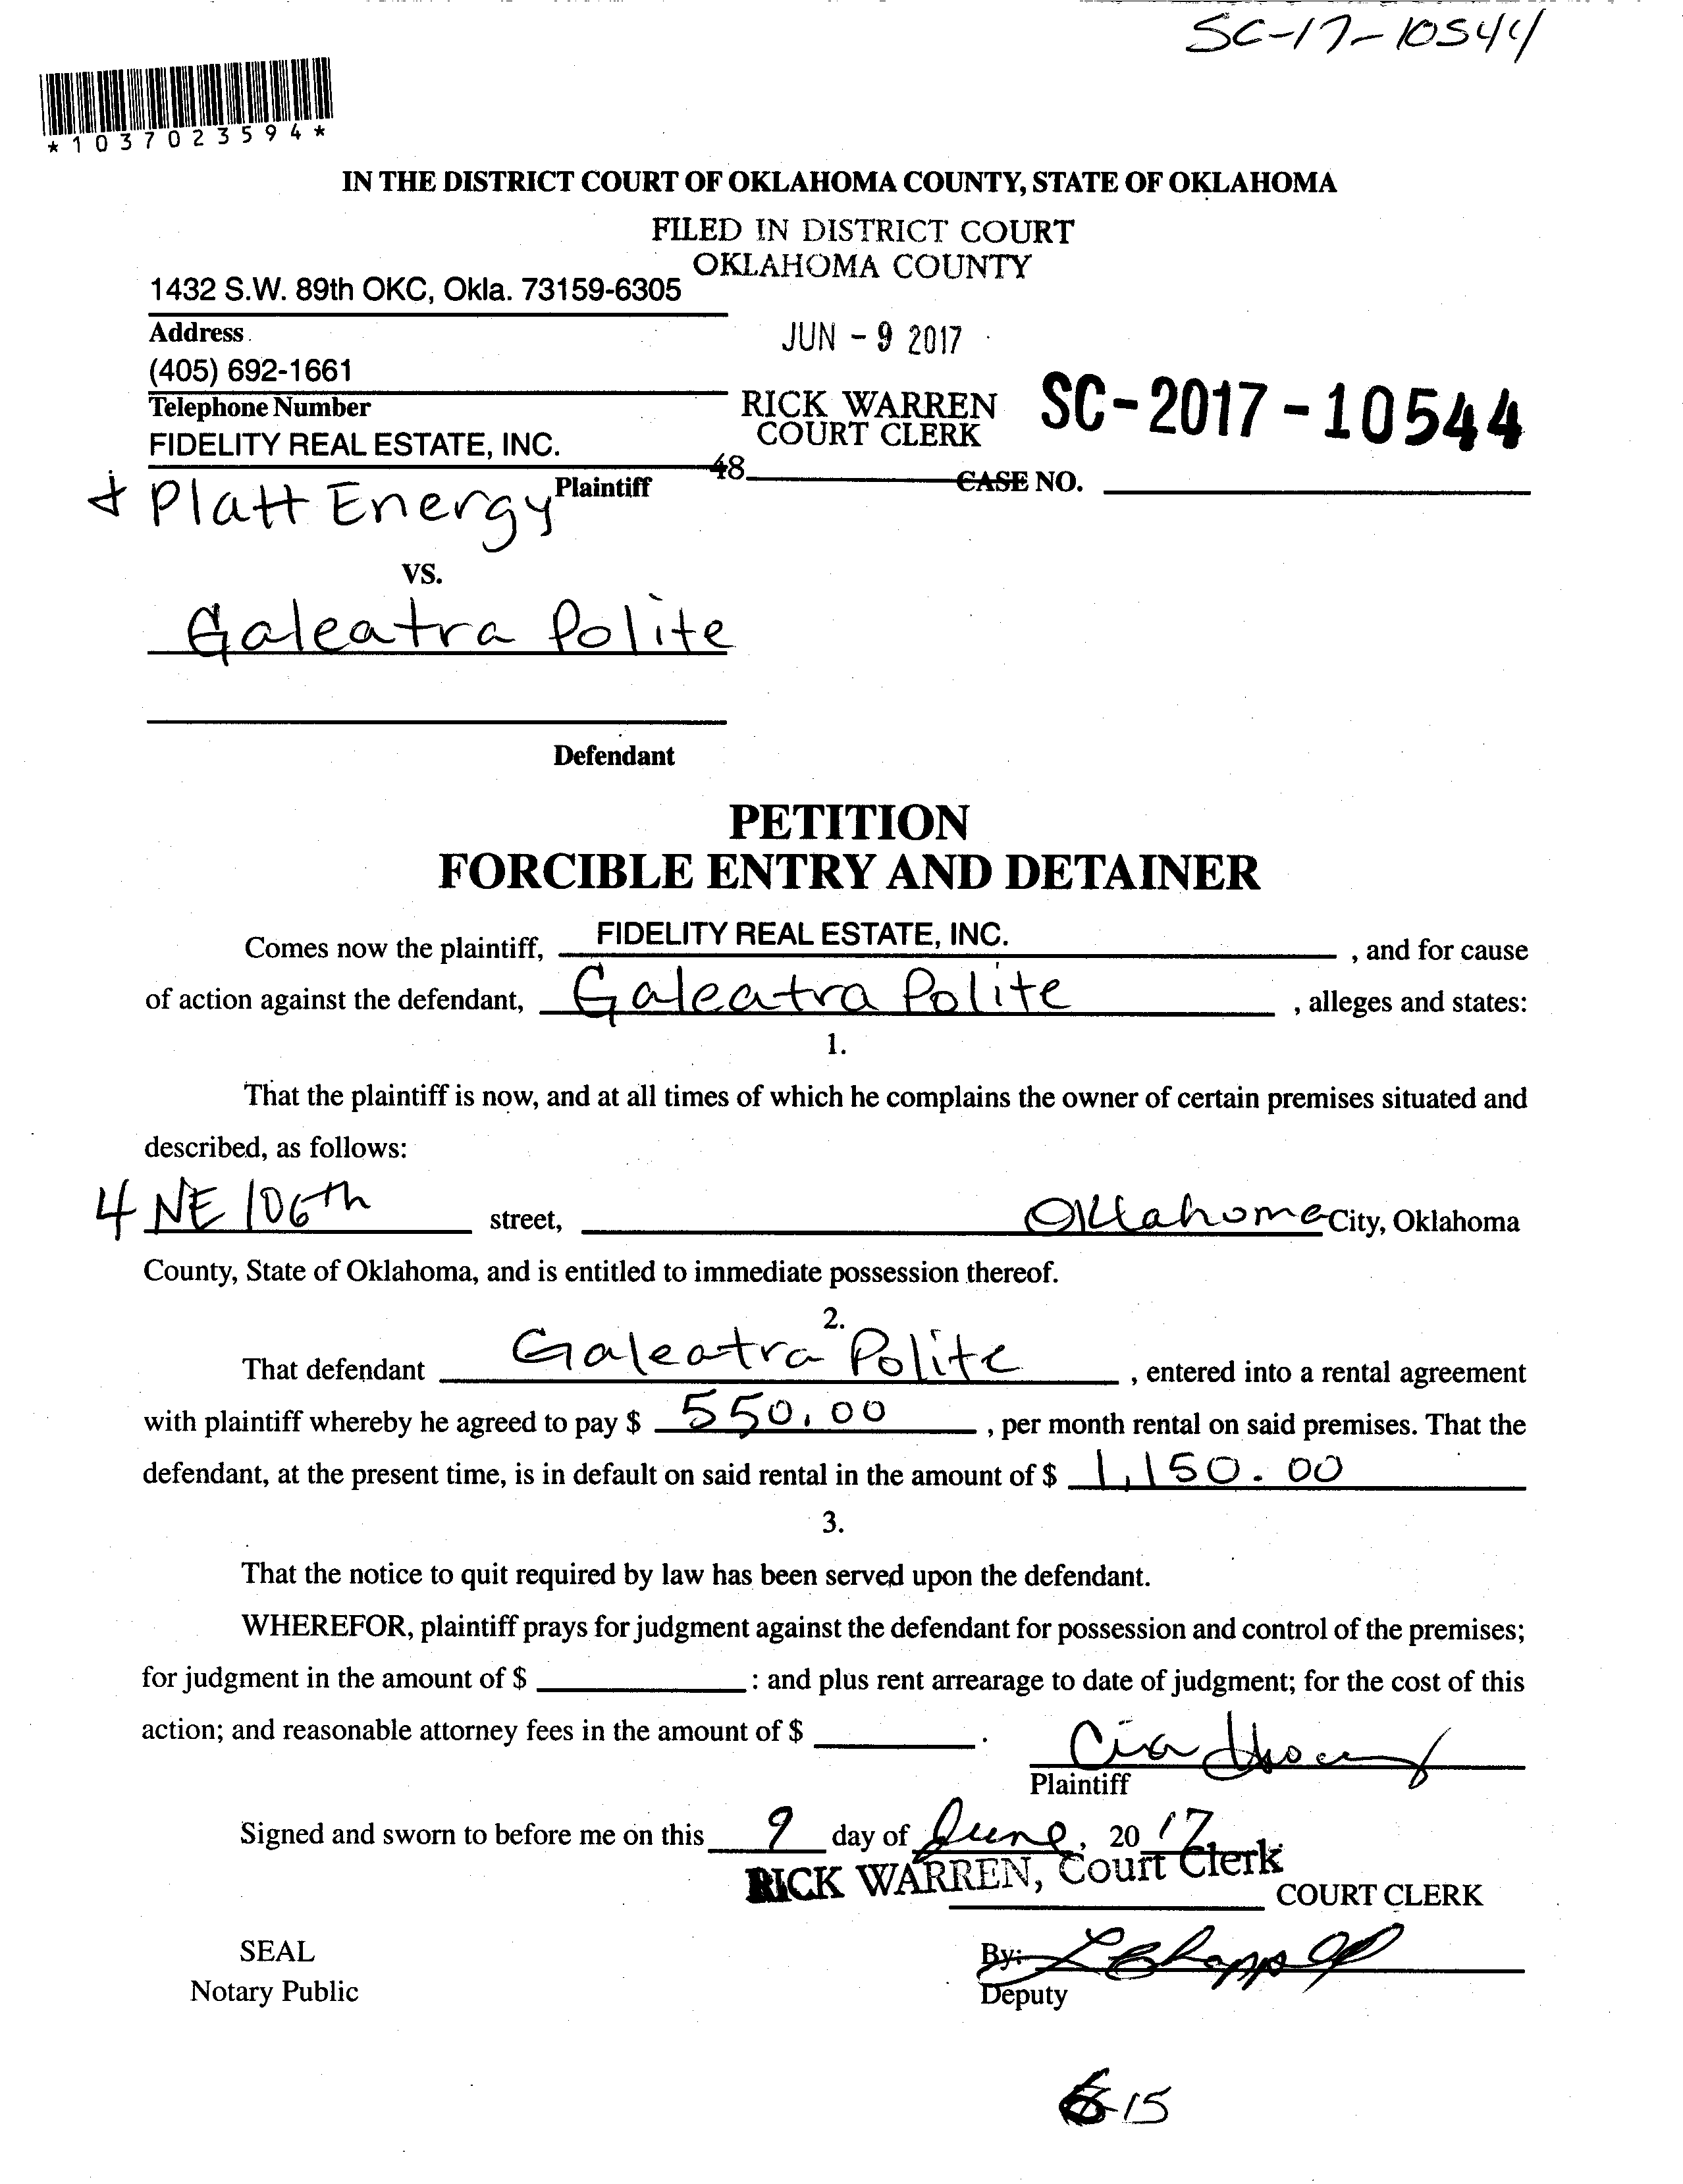 SC-17-10544
*1037023594*
IN THE DISTRICT COURT OF OKLAHOMA COUNTY, STATE OF OKLAHOMA
FILED IN DISTRICT COURT
OKLAHOMA COUNTY
1432 S.W. 89th OKC, Okla. 73159-6305
Address
JUN - 9 2017
(405) 692-1661
Telephone Number
RICK WARREN
COURT CLERK
SC-2017-10544
FIDELITY REAL ESTATE, INC.
48 CASE NO.
+ Platt Energy Plaintiff
VS.
Galeatra Polite
Defendant
PETITION
FORCIBLE ENTRY AND DETAINER
Comes now the plaintiff, FIDELITY REAL ESTATE, INC. , and for cause
of action against the defendant, Galeatra Polite , alleges and states:
1.
That the plaintiff is now, and at all times of which he complains the owner of certain premises situated and
described, as follows:
4 NE 106th street, Oklahoma City, Oklahoma
County, State of Oklahoma, and is entitled to immediate possession thereof.
2.
That defendant Galeatra Polite , entered into a rental agreement
with plaintiff whereby he agreed to pay $ 550.00 , per month rental on said premises. That the
defendant, at the present time, is in default on said rental in the amount of $ 1,150.00
3.
That the notice to quit required by law has been served upon the defendant.
WHEREFOR, plaintiff prays for judgment against the defendant for possession and control of the premises;
for judgment in the amount of $ : and plus rent arrearage to date of judgment; for the cost of this
action; and reasonable attorney fees in the amount of $ .
Plaintiff
Signed and sworn to before me on this 9 day of June, 2017
RICK WARREN, Court Clerk
COURT CLERK
SEAL
Notary Public
By:
Deputy
6-15